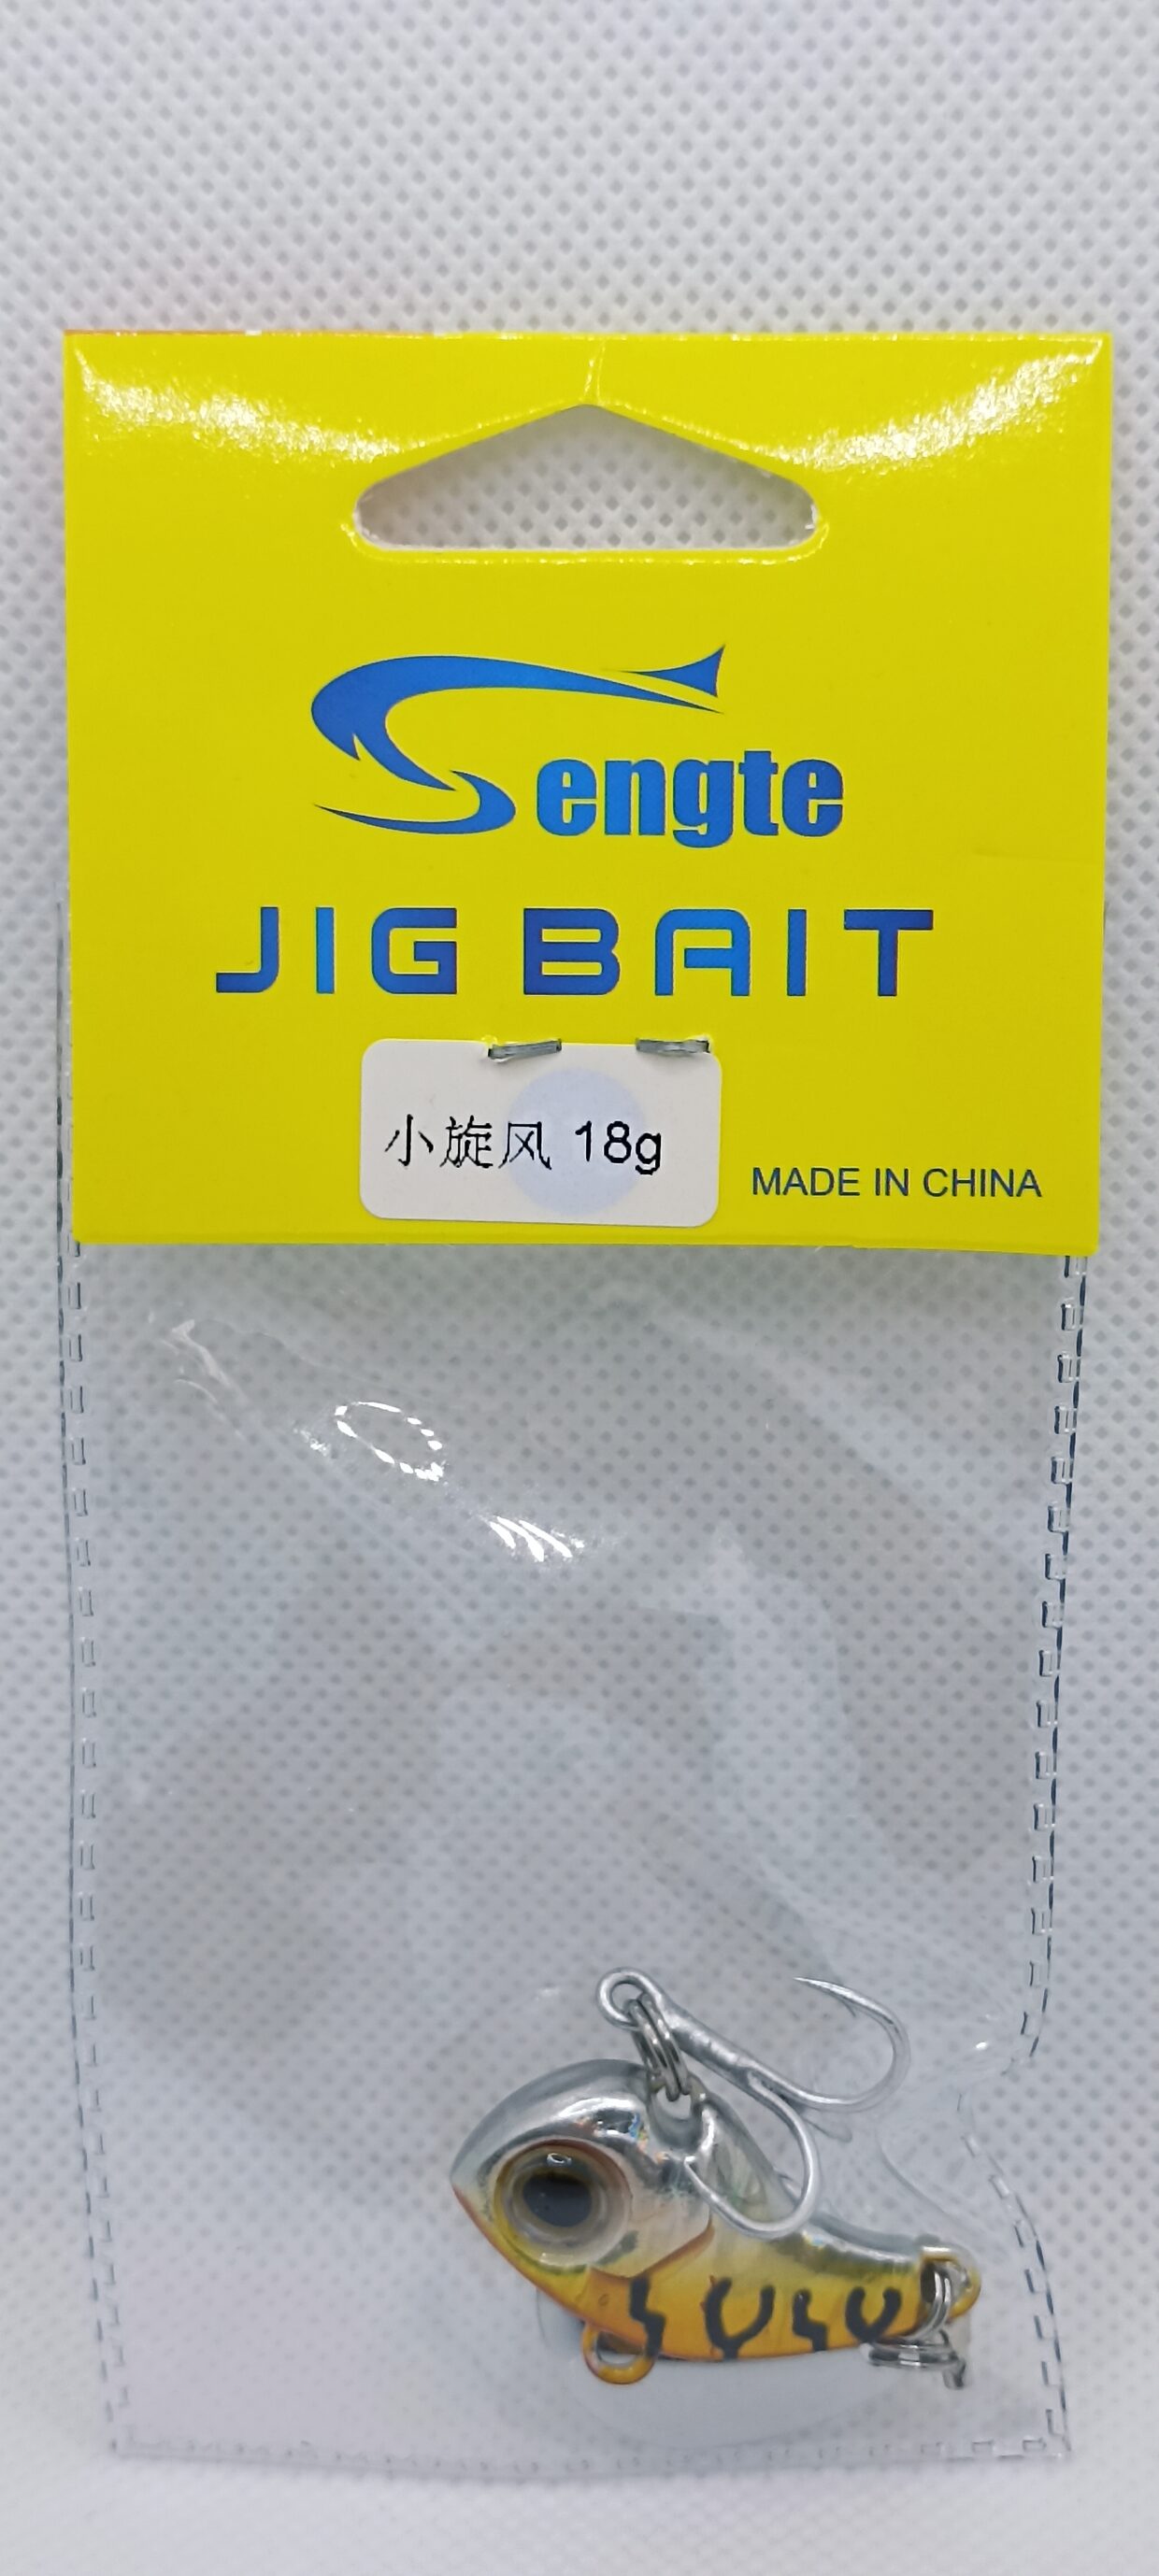 Sengte
JIG BAIT
小旋风 18g
MADE IN CHINA